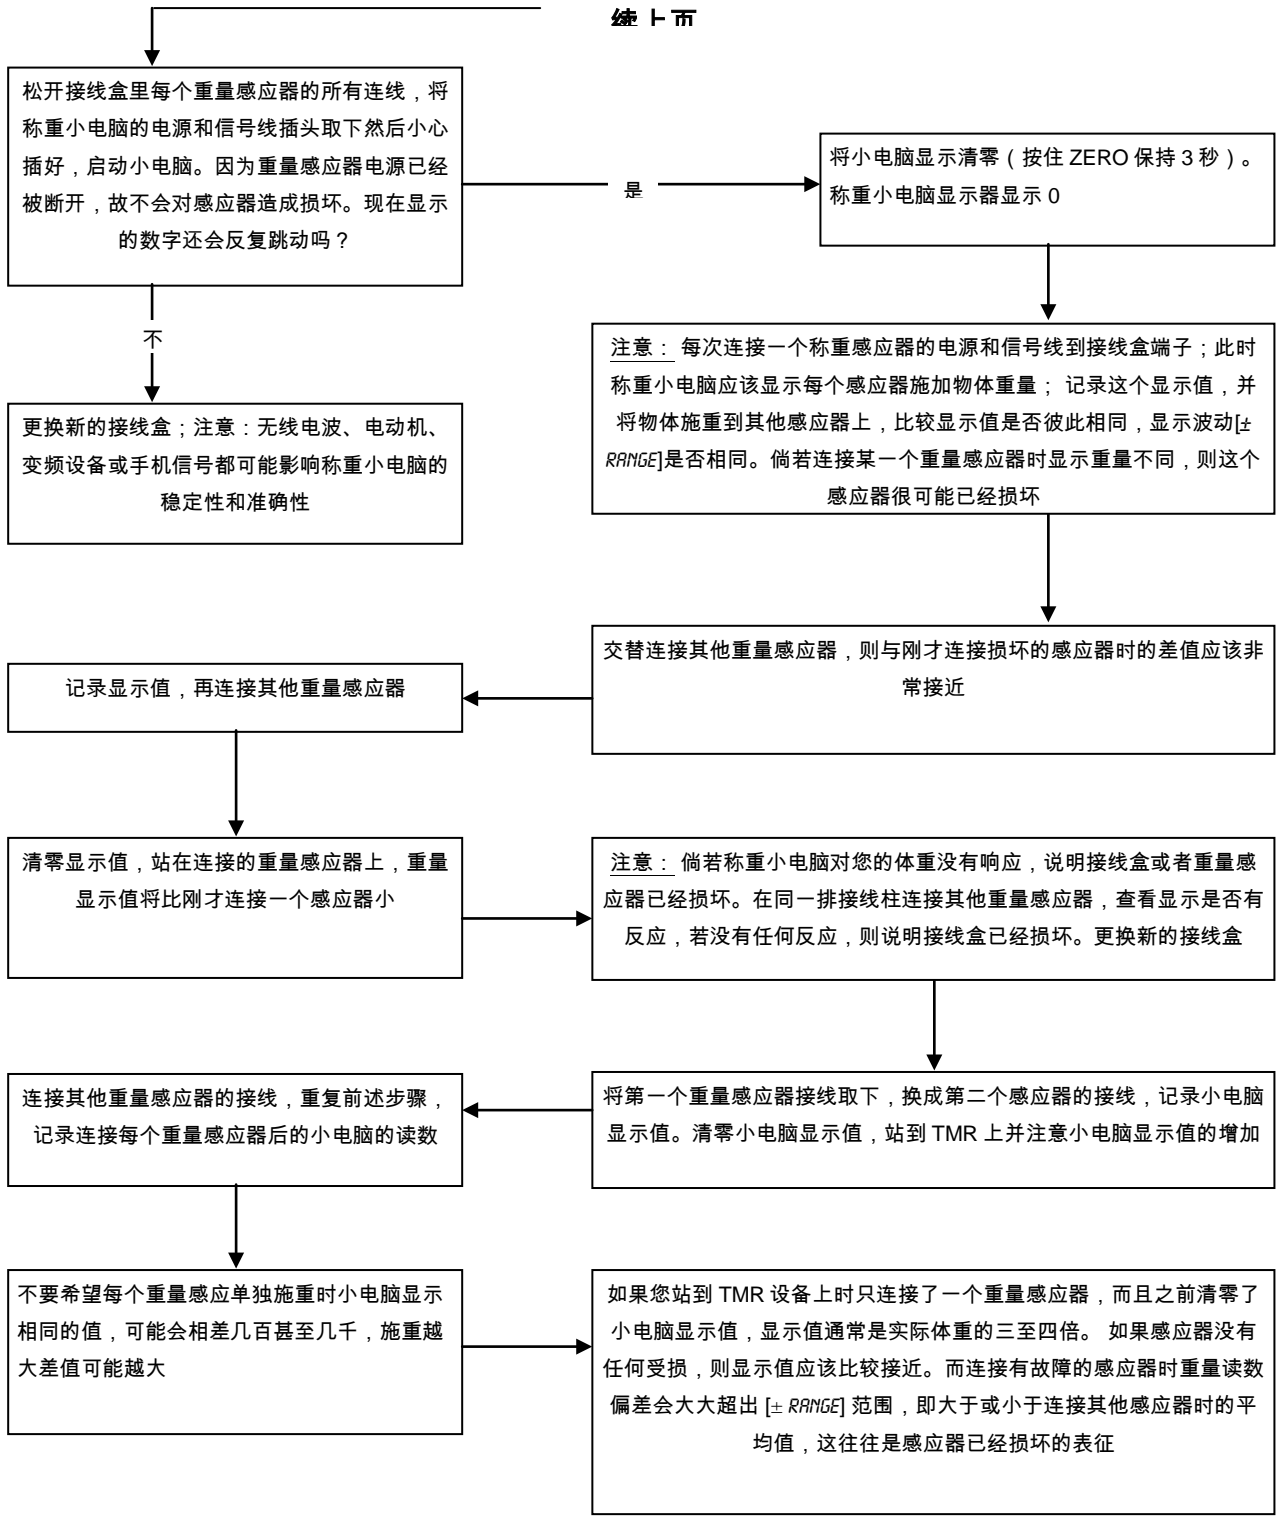 续上页
松开接线盒里每个重量感应器的所有连线，将
称重小电脑的电源和信号线插头取下然后小心
插好，启动小电脑。因为重量感应器电源已经
被断开，故不会对感应器造成损坏。现在显示
的数字还会反复跳动吗？
是
将小电脑显示清零（按住 ZERO 保持 3 秒）。
称重小电脑显示器显示 0
不
更换新的接线盒；注意：无线电波、电动机、
变频设备或手机信号都可能影响称重小电脑的
稳定性和准确性
注意： 每次连接一个称重感应器的电源和信号线到接线盒端子；此时
称重小电脑应该显示每个感应器施加物体重量； 记录这个显示值，并
将物体施重到其他感应器上，比较显示值是否彼此相同，显示波动[±
RANGE]是否相同。倘若连接某一个重量感应器时显示重量不同，则这个
感应器很可能已经损坏
交替连接其他重量感应器，则与刚才连接损坏的感应器时的差值应该非
常接近
记录显示值，再连接其他重量感应器
清零显示值，站在连接的重量感应器上，重量
显示值将比刚才连接一个感应器小
注意： 倘若称重小电脑对您的体重没有响应，说明接线盒或者重量感
应器已经损坏。在同一排接线柱连接其他重量感应器，查看显示是否有
反应，若没有任何反应，则说明接线盒已经损坏。更换新的接线盒
将第一个重量感应器接线取下，换成第二个感应器的接线，记录小电脑
显示值。清零小电脑显示值，站到 TMR 上并注意小电脑显示值的增加
连接其他重量感应器的接线，重复前述步骤，
记录连接每个重量感应器后的小电脑的读数
不要希望每个重量感应单独施重时小电脑显示
相同的值，可能会相差几百甚至几千，施重越
大差值可能越大
如果您站到 TMR 设备上时只连接了一个重量感应器，而且之前清零了
小电脑显示值，显示值通常是实际体重的三至四倍。 如果感应器没有
任何受损，则显示值应该比较接近。而连接有故障的感应器时重量读数
偏差会大大超出 [± RANGE] 范围，即大于或小于连接其他感应器时的平
均值，这往往是感应器已经损坏的表征